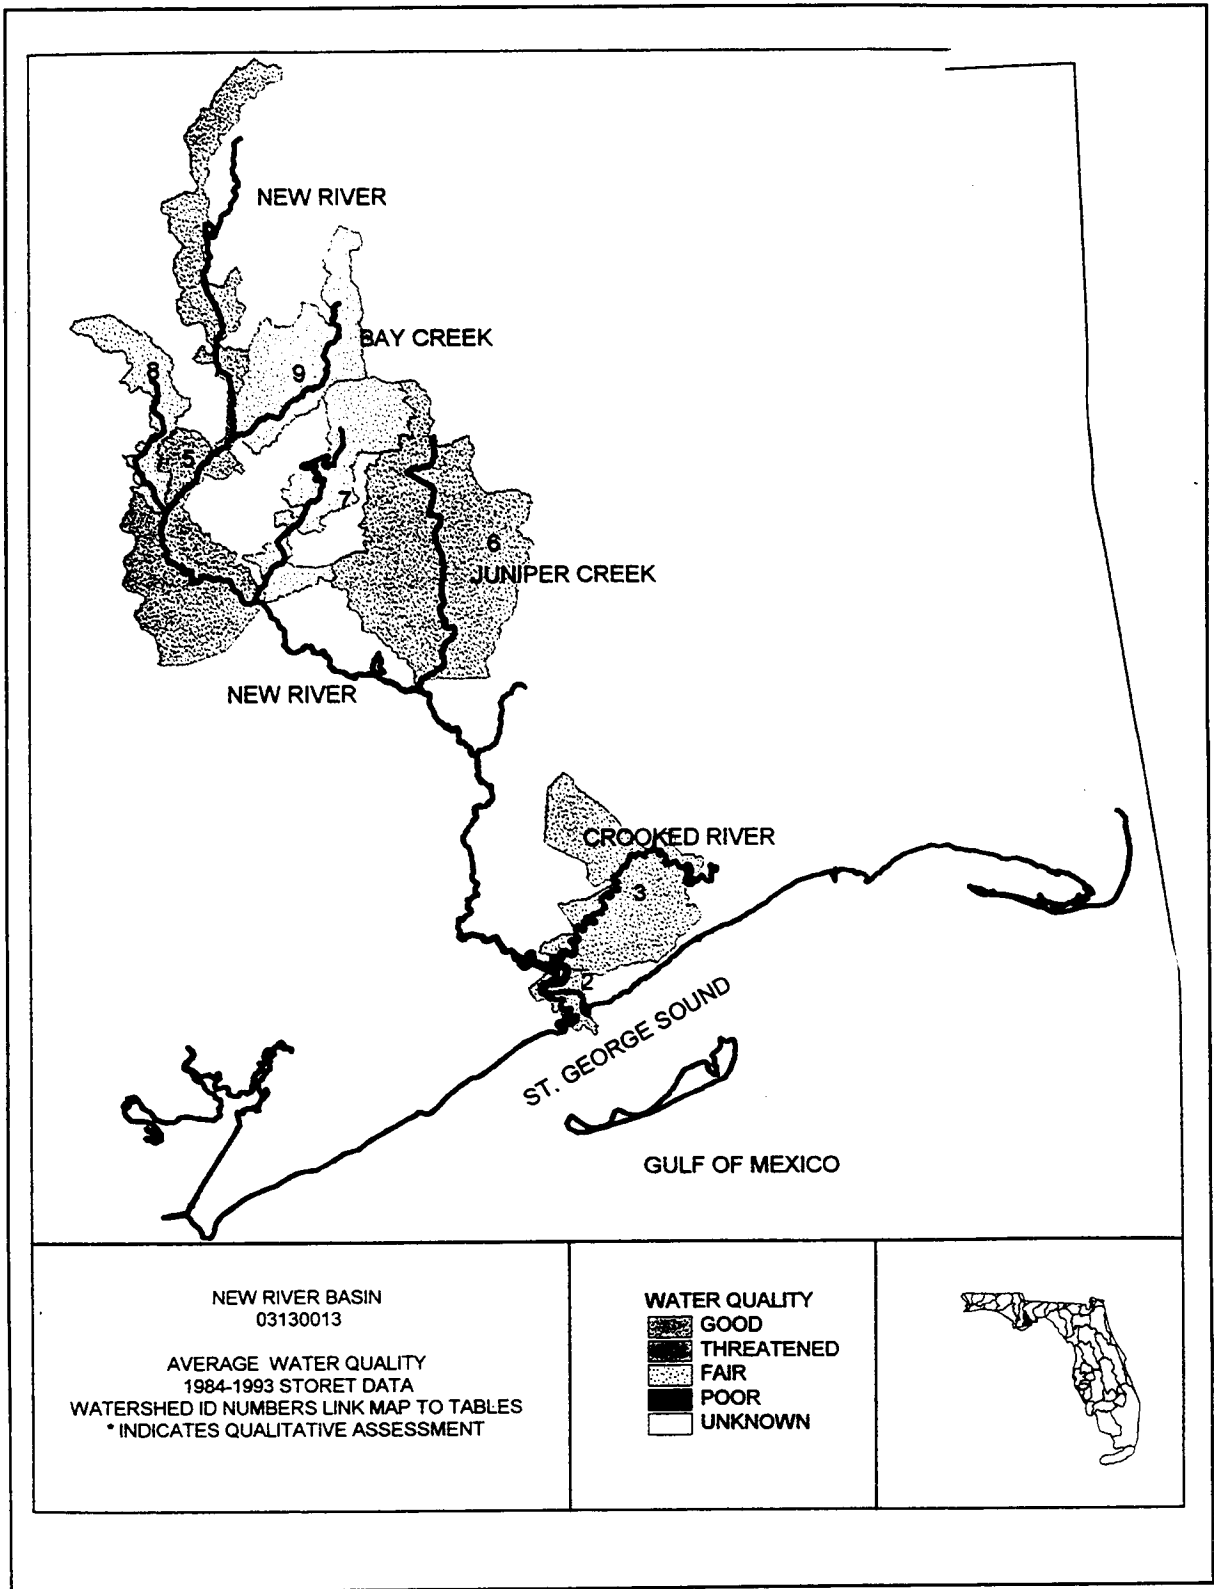 NEW RIVER
BAY CREEK
8
9
5
7
6
JUNIPER CREEK
NEW RIVER
CROOKED RIVER
3
2
ST. GEORGE SOUND
GULF OF MEXICO
NEW RIVER BASIN
03130013
AVERAGE WATER QUALITY
1984-1993 STORET DATA
WATERSHED ID NUMBERS LINK MAP TO TABLES
* INDICATES QUALITATIVE ASSESSMENT
WATER QUALITY
GOOD
THREATENED
FAIR
POOR
UNKNOWN